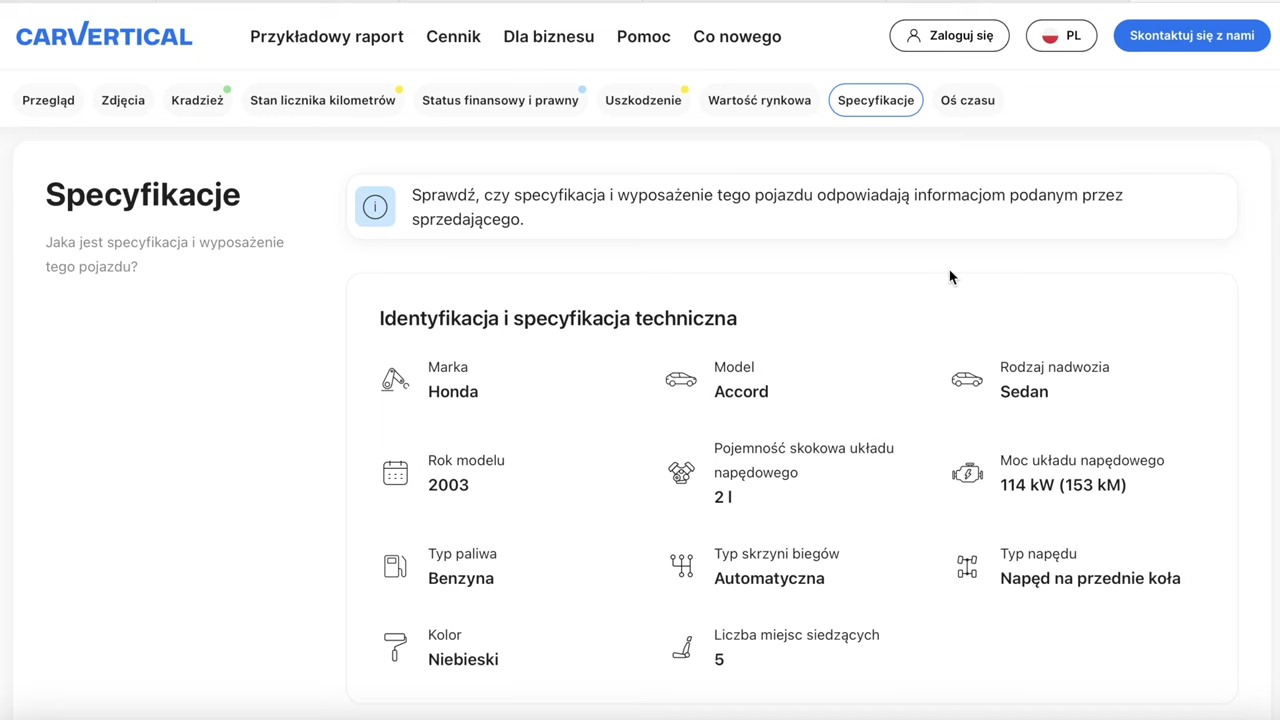 CARVERTICAL
Przykładowy raport
Cennik
Dla biznesu
Pomoc
Co nowego
Zaloguj się
PL
Skontaktuj się z nami
Przegląd
Zdjęcia
Kradzież
Stan licznika kilometrów
Status finansowy i prawny
Uszkodzenie
Wartość rynkowa
Specyfikacje
Oś czasu
Specyfikacje
Jaka jest specyfikacja i wyposażenie
tego pojazdu?
Sprawdź, czy specyfikacja i wyposażenie tego pojazdu odpowiadają informacjom podanym przez
sprzedającego.
Identyfikacja i specyfikacja techniczna
Marka
Honda
Model
Accord
Rodzaj nadwozia
Sedan
Rok modelu
2003
Pojemność skokowa układu
napędowego
2 l
Moc układu napędowego
114 kW (153 kM)
Typ paliwa
Benzyna
Typ skrzyni biegów
Automatyczna
Typ napędu
Napęd na przednie koła
Kolor
Niebieski
Liczba miejsc siedzących
5